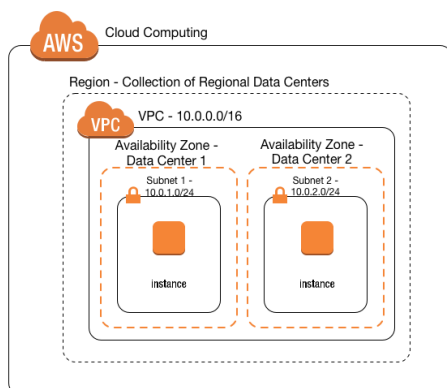 AWS
Cloud Computing
Region - Collection of Regional Data Centers
VPC
VPC - 10.0.0.0/16
Availability Zone -
Data Center 1
Availability Zone -
Data Center 2
Subnet 1 -
10.0.1.0/24
Subnet 2 -
10.0.2.0/24
instance
instance